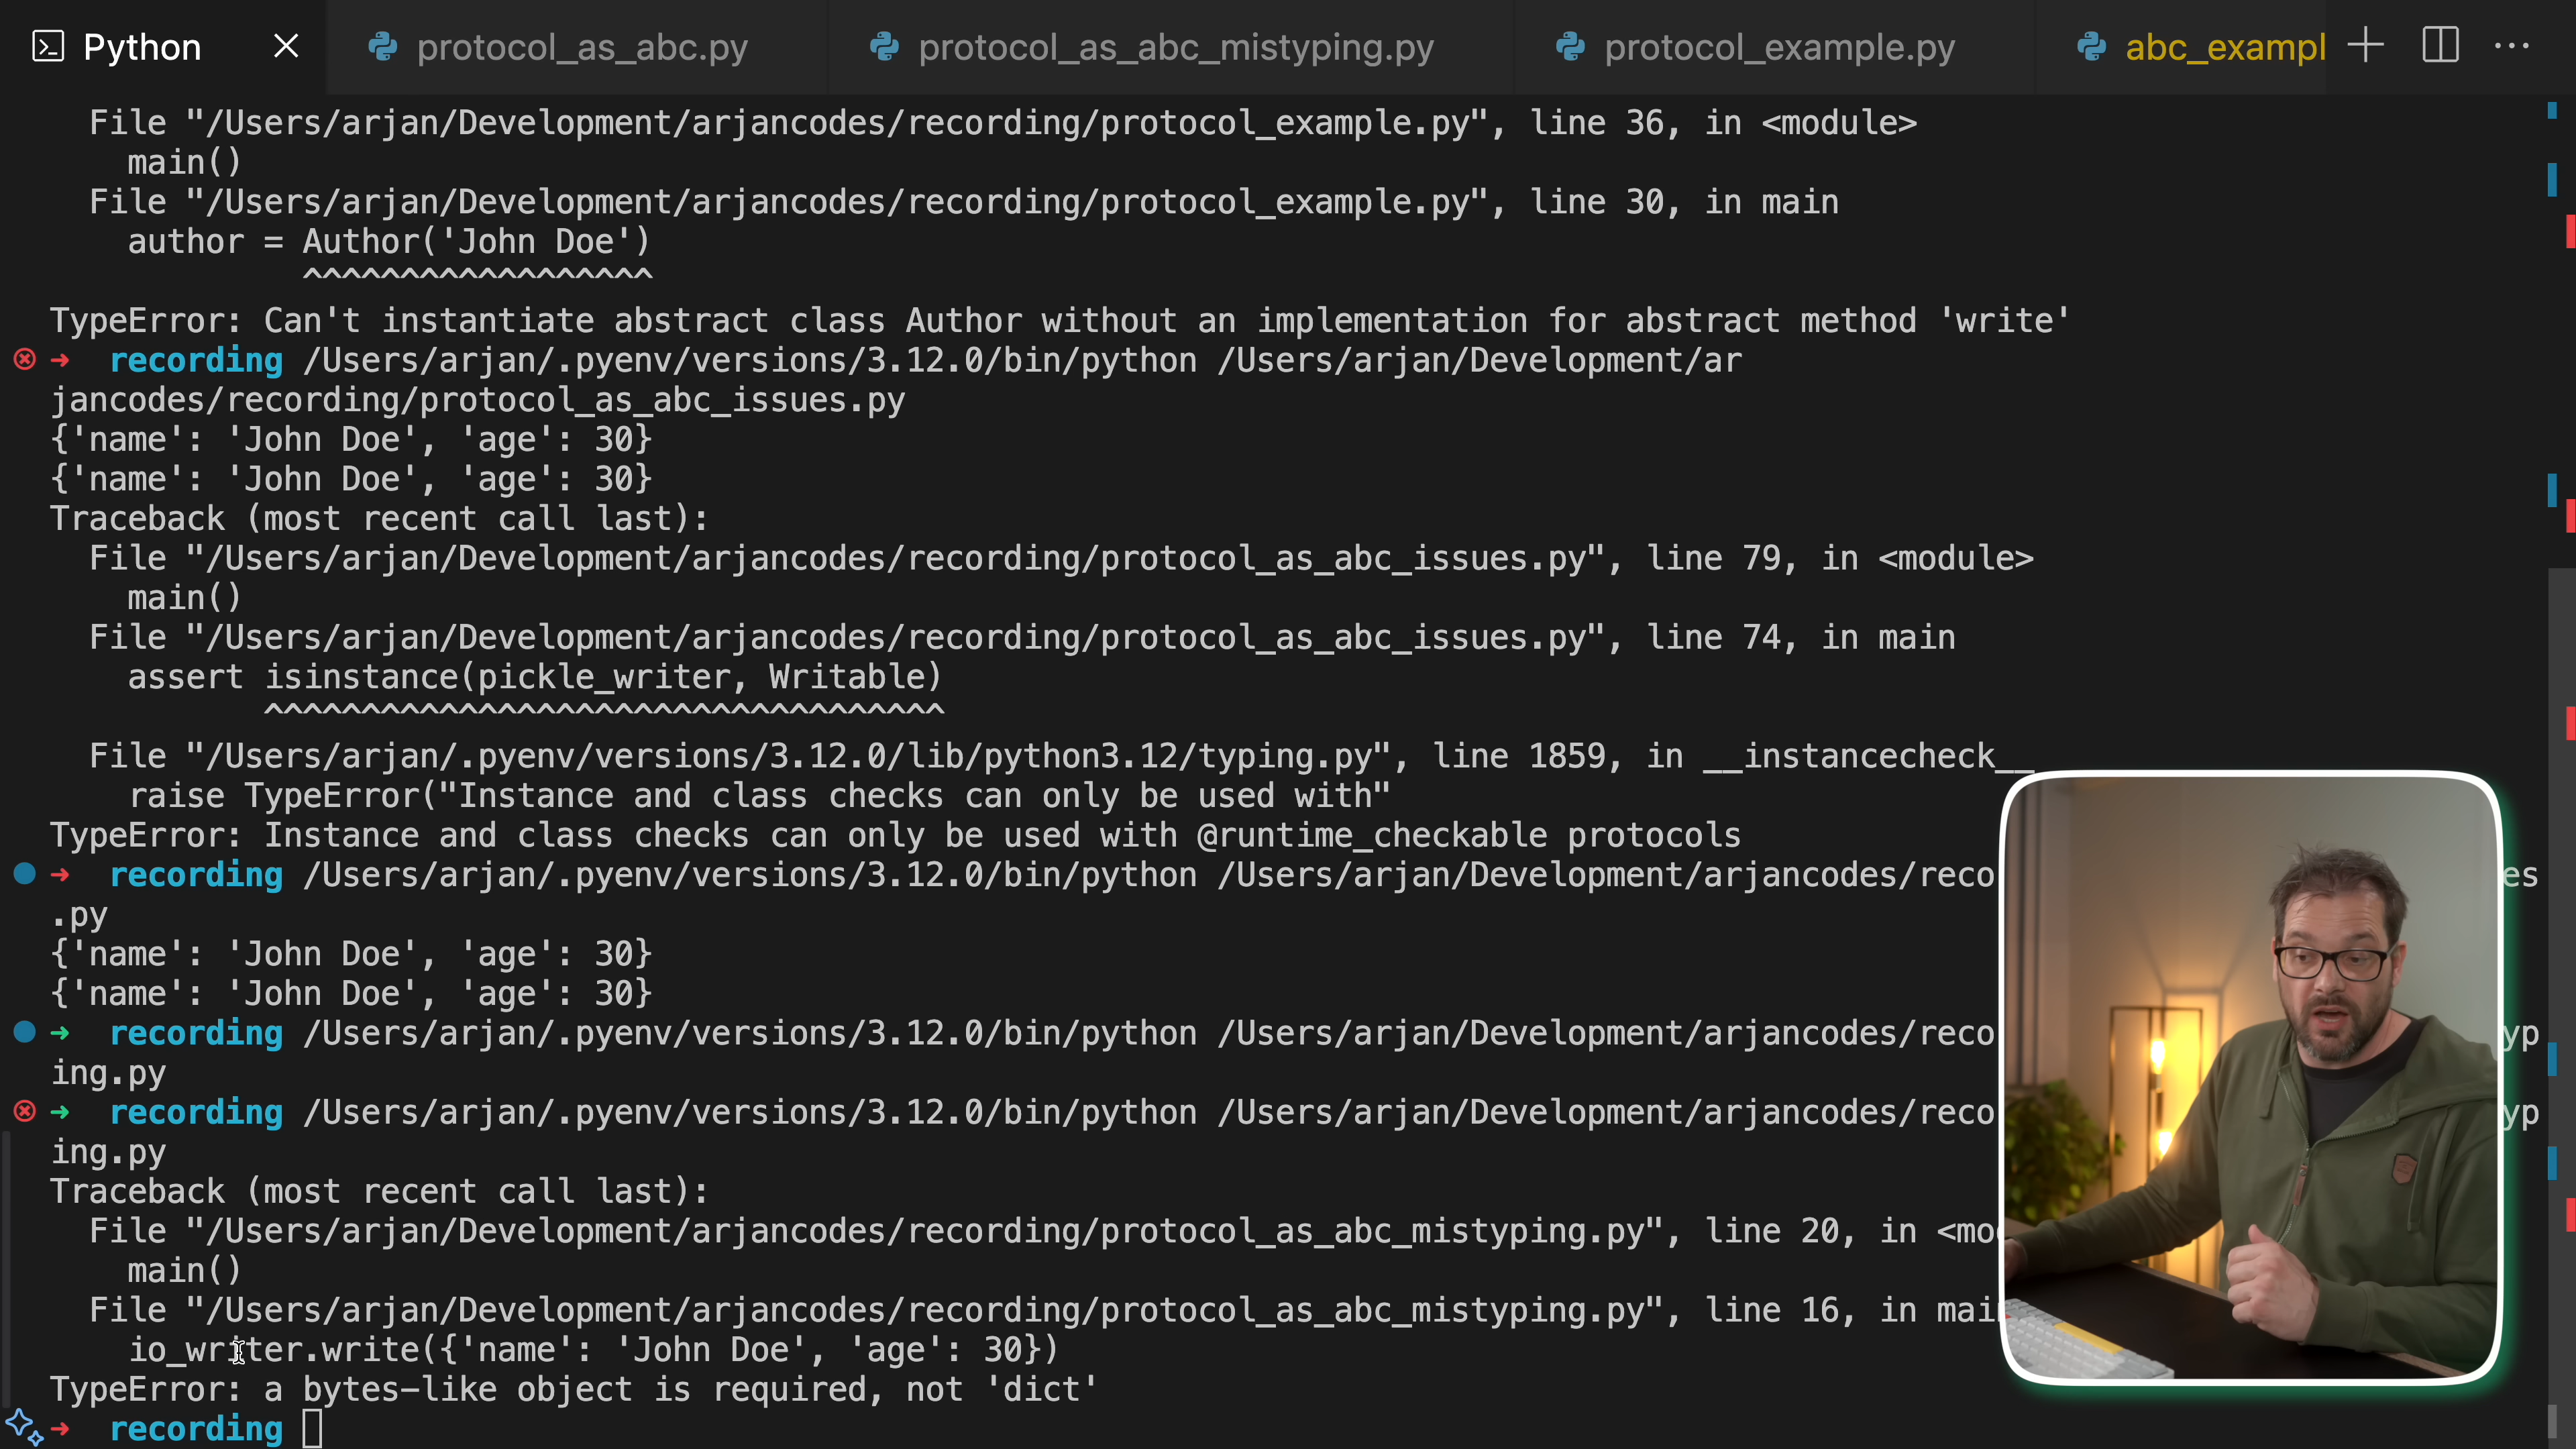 Python
protocol_as_abc.py
protocol_as_abc_mistyping.py
protocol_example.py
abc_exampl
File "/Users/arjan/Development/arjancodes/recording/protocol_example.py", line 36, in <module>
main()
File "/Users/arjan/Development/arjancodes/recording/protocol_example.py", line 30, in main
author = Author('John Doe')
^^^^^^^^^^^^^^^^^^
TypeError: Can't instantiate abstract class Author without an implementation for abstract method 'write'
➜ recording /Users/arjan/.pyenv/versions/3.12.0/bin/python /Users/arjan/Development/ar
jancodes/recording/protocol_as_abc_issues.py
{'name': 'John Doe', 'age': 30}
{'name': 'John Doe', 'age': 30}
Traceback (most recent call last):
File "/Users/arjan/Development/arjancodes/recording/protocol_as_abc_issues.py", line 79, in <module>
main()
File "/Users/arjan/Development/arjancodes/recording/protocol_as_abc_issues.py", line 74, in main
assert isinstance(pickle_writer, Writable)
^^^^^^^^^^^^^^^^^^^^^^^^^^^^^^^^^^^
File "/Users/arjan/.pyenv/versions/3.12.0/lib/python3.12/typing.py", line 1859, in __instancecheck__
raise TypeError("Instance and class checks can only be used with"
TypeError: Instance and class checks can only be used with @runtime_checkable protocols
➜ recording /Users/arjan/.pyenv/versions/3.12.0/bin/python /Users/arjan/Development/arjancodes/reco es
.py
{'name': 'John Doe', 'age': 30}
{'name': 'John Doe', 'age': 30}
➜ recording /Users/arjan/.pyenv/versions/3.12.0/bin/python /Users/arjan/Development/arjancodes/reco yp
ing.py
➜ recording /Users/arjan/.pyenv/versions/3.12.0/bin/python /Users/arjan/Development/arjancodes/reco yp
ing.py
Traceback (most recent call last):
File "/Users/arjan/Development/arjancodes/recording/protocol_as_abc_mistyping.py", line 20, in <mo
main()
File "/Users/arjan/Development/arjancodes/recording/protocol_as_abc_mistyping.py", line 16, in mai
io_writer.write({'name': 'John Doe', 'age': 30})
TypeError: a bytes-like object is required, not 'dict'
➜ recording